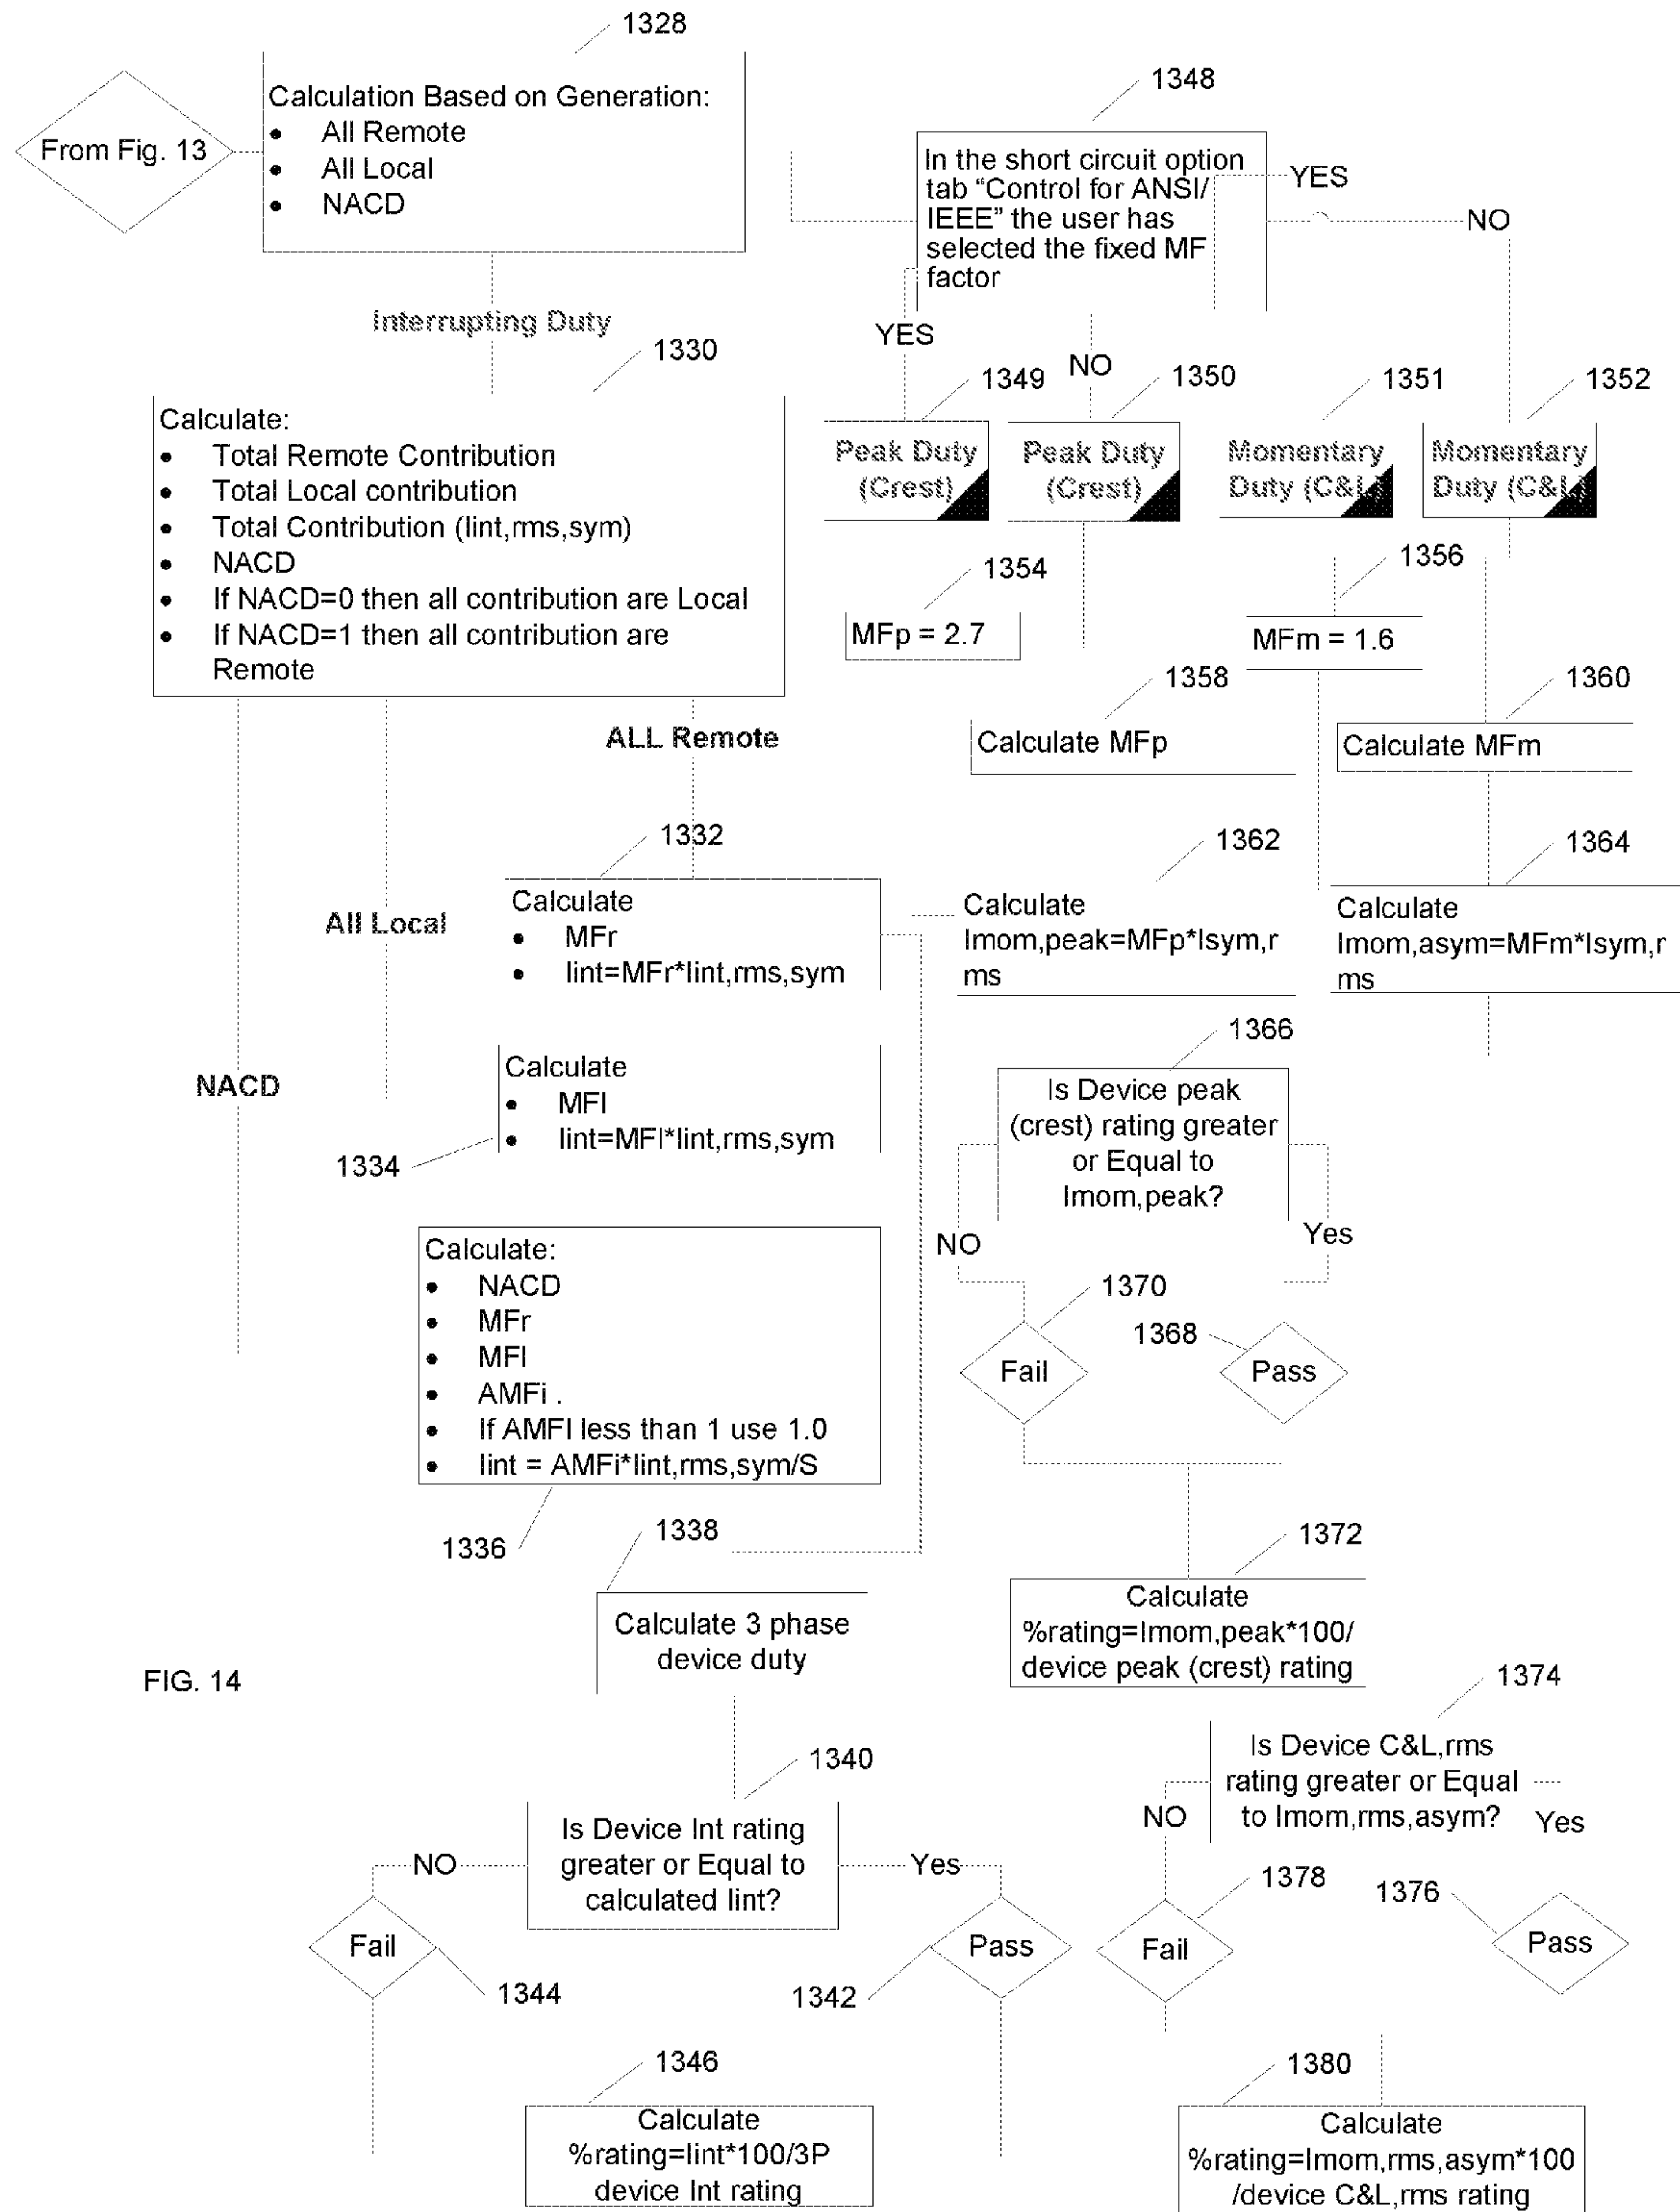 1328
From Fig. 13
Calculation Based on Generation:
• All Remote
• All Local
• NACD
1348
In the short circuit option
tab “Control for ANSI/
IEEE” the user has
selected the fixed MF
factor
YES
NO
Interrupting Duty
1330
YES
NO
1349
1350
1351
1352
Calculate:
• Total Remote Contribution
• Total Local contribution
• Total Contribution (Iint,rms,sym)
• NACD
• If NACD=0 then all contribution are Local
• If NACD=1 then all contribution are
Remote
Peak Duty
(Crest)
Peak Duty
(Crest)
Momentary
Duty (C&L)
Momentary
Duty (C&L)
1354
MFp = 2.7
1356
MFm = 1.6
1358
Calculate MFp
1360
Calculate MFm
ALL Remote
All Local
NACD
1332
Calculate
• MFr
• Iint=MFr*Iint,rms,sym
1362
Calculate
Imom,peak=MFp*Isym,r
ms
1364
Calculate
Imom,asym=MFm*Isym,r
ms
Calculate
• MFl
• Iint=MFl*Iint,rms,sym
1334
1366
Is Device peak
(crest) rating greater
or Equal to
Imom,peak?
NO
Yes
Calculate:
• NACD
• MFr
• MFl
• AMFi .
• If AMFI less than 1 use 1.0
• Iint = AMFi*Iint,rms,sym/S
1336
1370
Fail
1368
Pass
1338
Calculate 3 phase
device duty
1372
Calculate
%rating=Imom,peak*100/
device peak (crest) rating
FIG. 14
1374
Is Device C&L,rms
rating greater or Equal
to Imom,rms,asym?
NO
Yes
1340
Is Device Int rating
greater or Equal to
calculated Iint?
NO
Yes
Fail
1344
Pass
1342
1378
Fail
1376
Pass
1346
Calculate
%rating=Iint*100/3P
device Int rating
1380
Calculate
%rating=Imom,rms,asym*100
/device C&L,rms rating